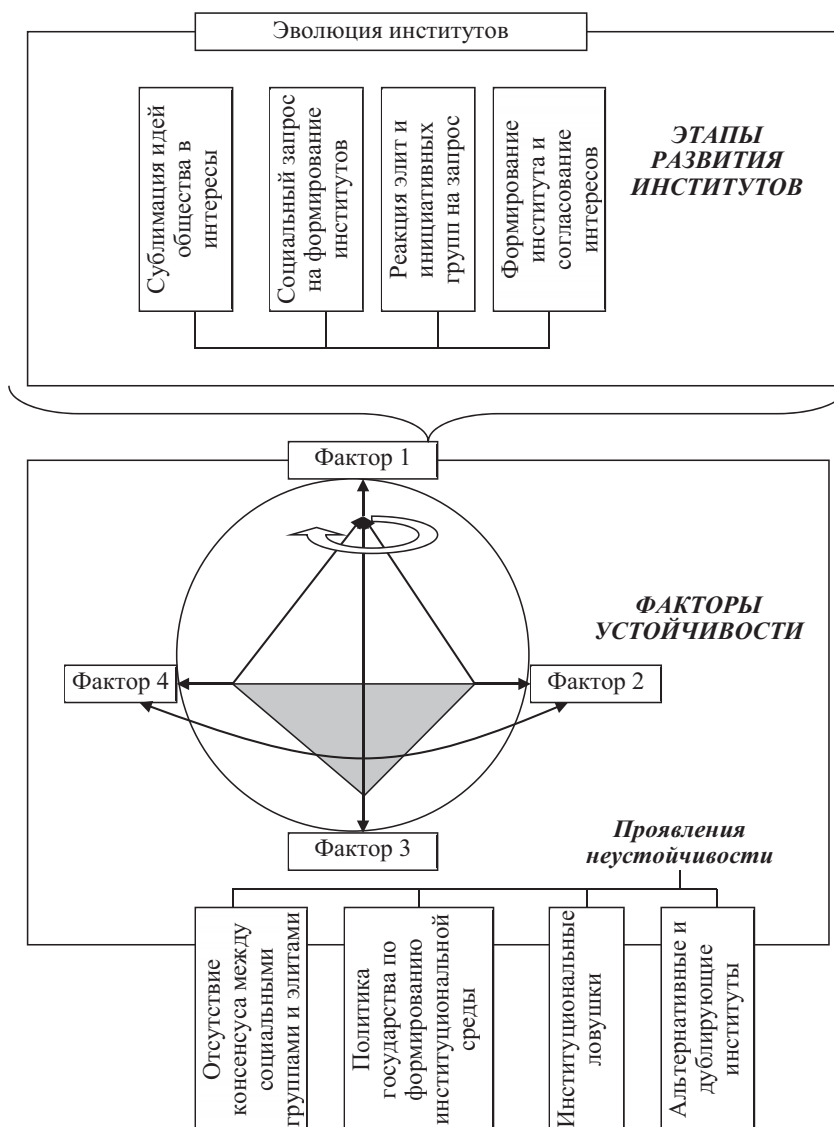 Эволюция институтов
Сублимация идей
общества в
интересы
Социальный запрос
на формирование
институтов
Реакция элит и
инициативных
групп на запрос
Формирование
института и
согласование
интересов
ЭТАПЫ
РАЗВИТИЯ
ИНСТИТУТОВ
Фактор 1
ФАКТОРЫ
УСТОЙЧИВОСТИ
Фактор 4
Фактор 2
Фактор 3
Проявления
неустойчивости
Отсутствие
консенсуса между
социальными
группами и элитами
Политика
государства по
формированию
институциональной
среды
Институциональные
ловушки
Альтернативные и
дублирующие
институты